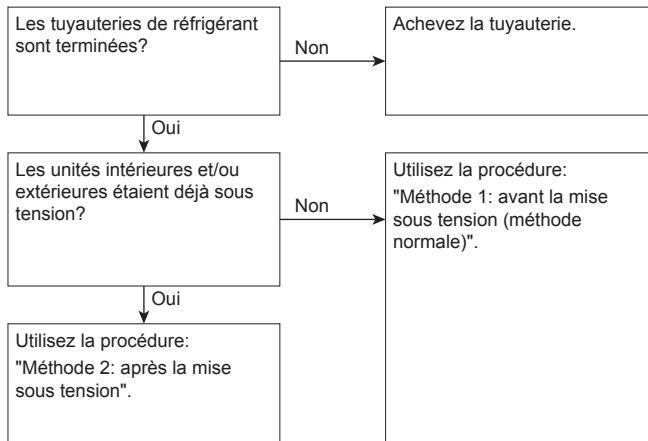 Les tuyauteries de réfrigérant
sont terminées?
Non
Achevez la tuyauterie.
Oui
Les unités intérieures et/ou
extérieures étaient déjà sous
tension?
Non
Utilisez la procédure:
"Méthode 1: avant la mise
sous tension (méthode
normale)".
Oui
Utilisez la procédure:
"Méthode 2: après la mise
sous tension".